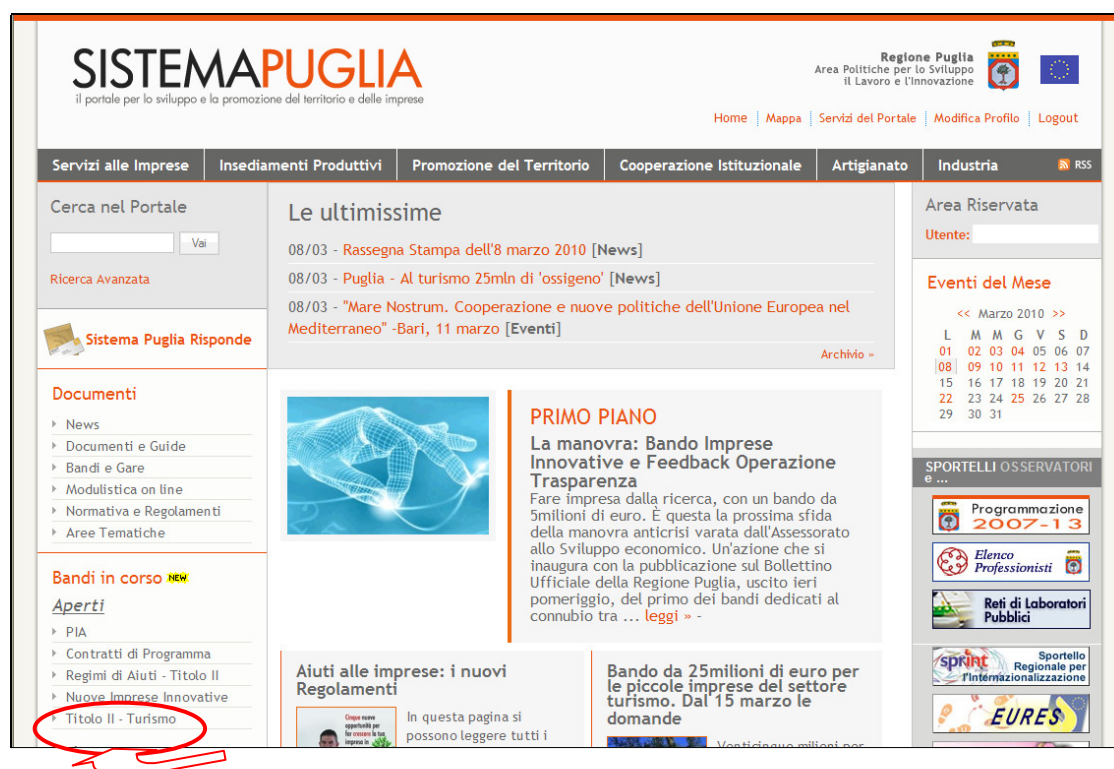 SISTEMAPUGLIA
il portale per lo sviluppo e la promozione del territorio e delle imprese
Regione Puglia
Area Politiche per lo Sviluppo
il Lavoro e l'Innovazione
Home | Mappa | Servizi del Portale | Modifica Profilo | Logout
Servizi alle Imprese | Insediamenti Produttivi | Promozione del Territorio | Cooperazione Istituzionale | Artigianato | Industria
RSS
Cerca nel Portale
Vai
Ricerca Avanzata
Sistema Puglia Risponde
Documenti
News
Documenti e Guide
Bandi e Gare
Modulistica on line
Normativa e Regolamenti
Aree Tematiche
Bandi in corso NEW
Aperti
PIA
Contratti di Programma
Regimi di Aiuti - Titolo II
Nuove Imprese Innovative
Titolo II - Turismo
Le ultimissime
08/03 - Rassegna Stampa dell'8 marzo 2010 [News]
08/03 - Puglia - Al turismo 25mln di 'ossigeno' [News]
08/03 - "Mare Nostrum. Cooperazione e nuove politiche dell'Unione Europea nel
Mediterraneo" -Bari, 11 marzo [Eventi]
Archivio »
PRIMO PIANO
La manovra: Bando Imprese
Innovative e Feedback Operazione
Trasparenza
Fare impresa dalla ricerca, con un bando da
5milioni di euro. È questa la prossima sfida
della manovra anticrisi varata dall'Assessorato
allo Sviluppo economico. Un'azione che si
inaugura con la pubblicazione sul Bollettino
Ufficiale della Regione Puglia, uscito ieri
pomeriggio, del primo dei bandi dedicati al
connubio tra ... leggi » -
Aiuti alle imprese: i nuovi
Regolamenti
Cinque nuove
opportunità per
far crescere la tua
impresa in
In questa pagina si
possono leggere tutti i
Bando da 25milioni di euro per
le piccole imprese del settore
turismo. Dal 15 marzo le
domande
Venticinque milioni per
Area Riservata
Utente:
Eventi del Mese
<< Marzo 2010 >>
L M M G V S D
01 02 03 04 05 06 07
08 09 10 11 12 13 14
15 16 17 18 19 20 21
22 23 24 25 26 27 28
29 30 31
SPORTELLI OSSERVATORI
e ...
Programmazione
2007-13
Elenco
Professionisti
Reti di Laboratori
Pubblici
sprint
Sportello
Regionale per
l'Internazionalizzazione
EURES